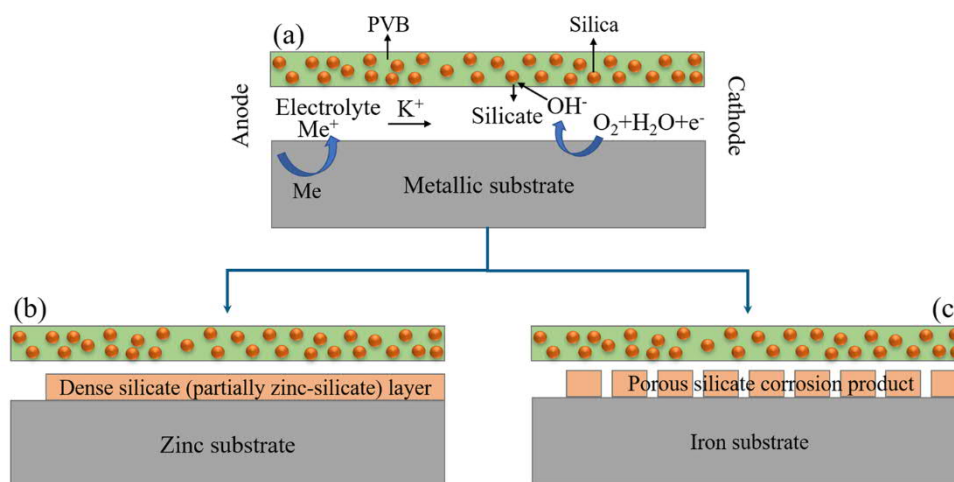 (a)
PVB
Silica
Anode
Cathode
Electrolyte
Me⁺
K⁺
Silicate
OH⁻
O₂+H₂O+e⁻
Me
Metallic substrate
(b)
Dense silicate (partially zinc-silicate) layer
Zinc substrate
(c
Porous silicate corrosion product
Iron substrate